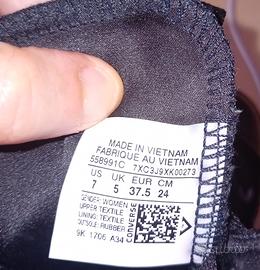 MADE IN VIETNAM
FABRIQUE AU VIETNAM
558991C 7XC3J9XK00273
US UK EUR CM
7 5 37.5 24
GENDER: WOMEN
UPPER: TEXTILE
LINING: TEXTILE
OUTSOLE: RUBBER
CONVERSE
9K 1706 A34